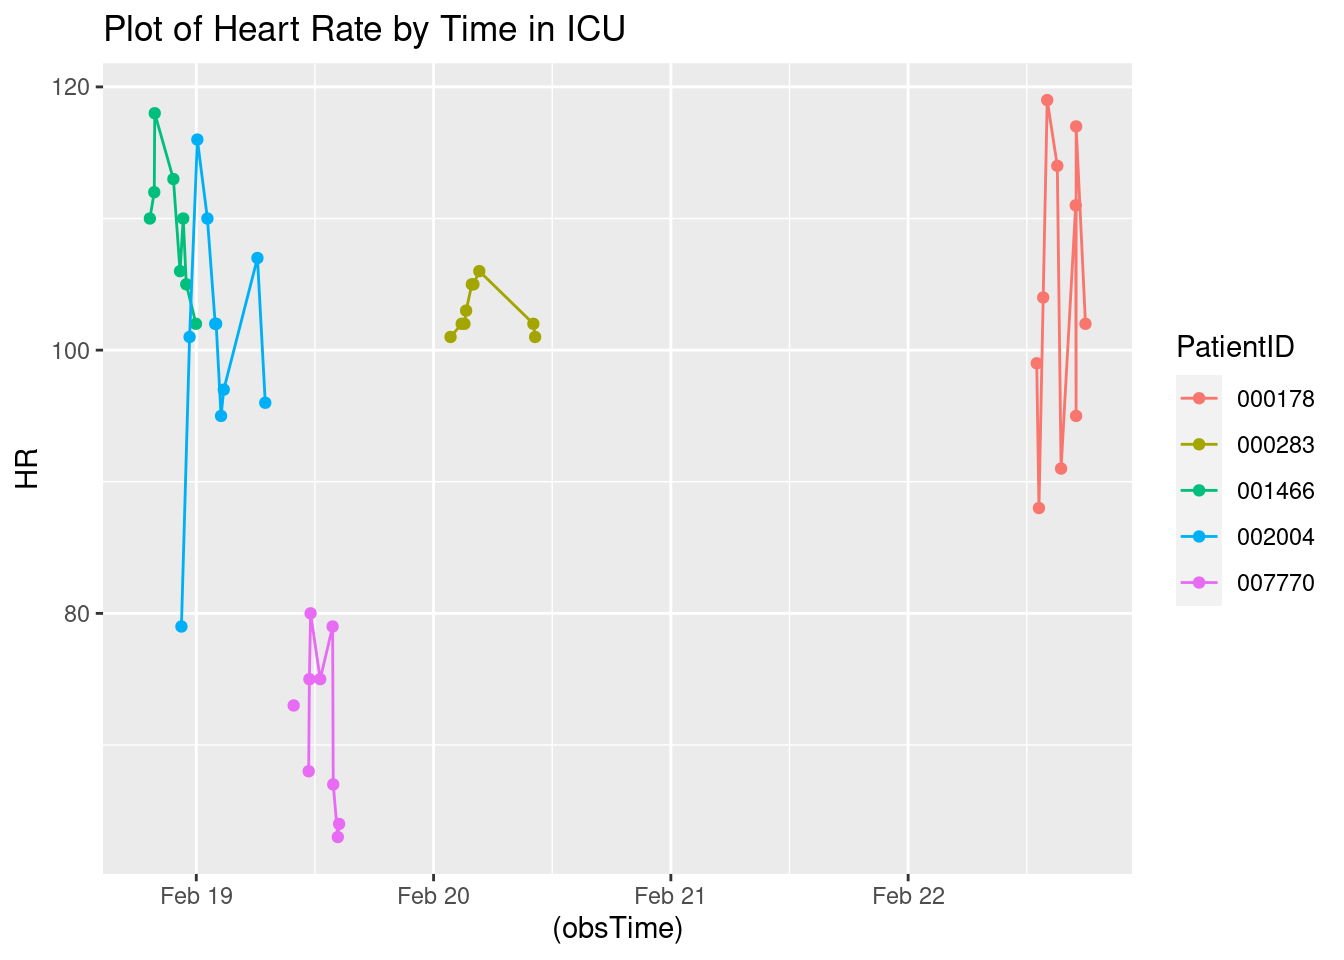 Plot of Heart Rate by Time in ICU
120
100
80
HR
Feb 19
Feb 20
Feb 21
Feb 22
(obsTime)
PatientID
000178
000283
001466
002004
007770